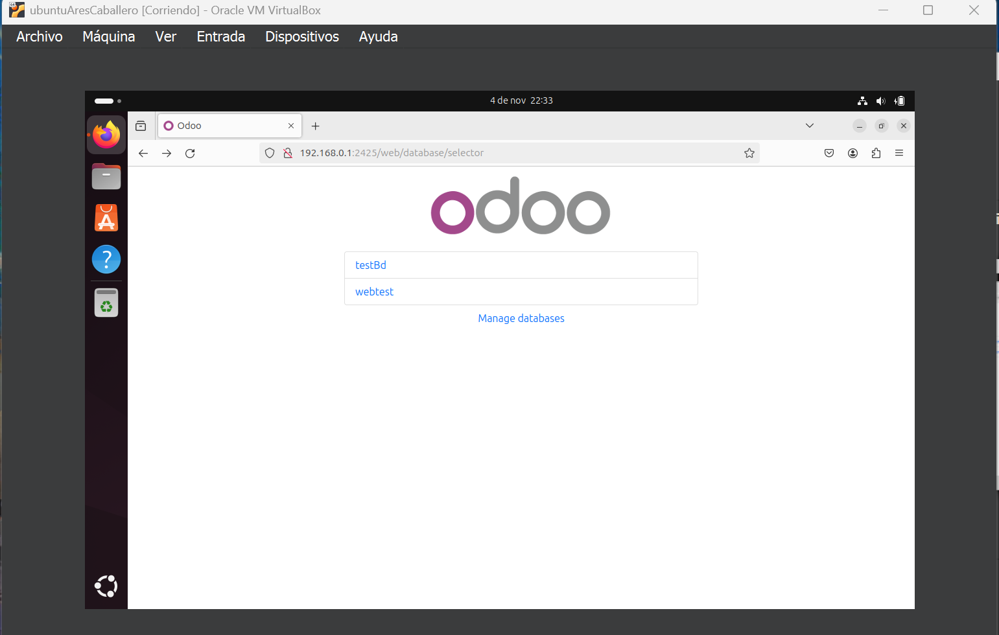 ubuntuAresCaballero [Corriendo] - Oracle VM VirtualBox
Archivo Máquina Ver Entrada Dispositivos Ayuda
4 de nov 22:33
Odoo
192.168.0.1:2425/web/database/selector
odoo
testBd
webtest
Manage databases